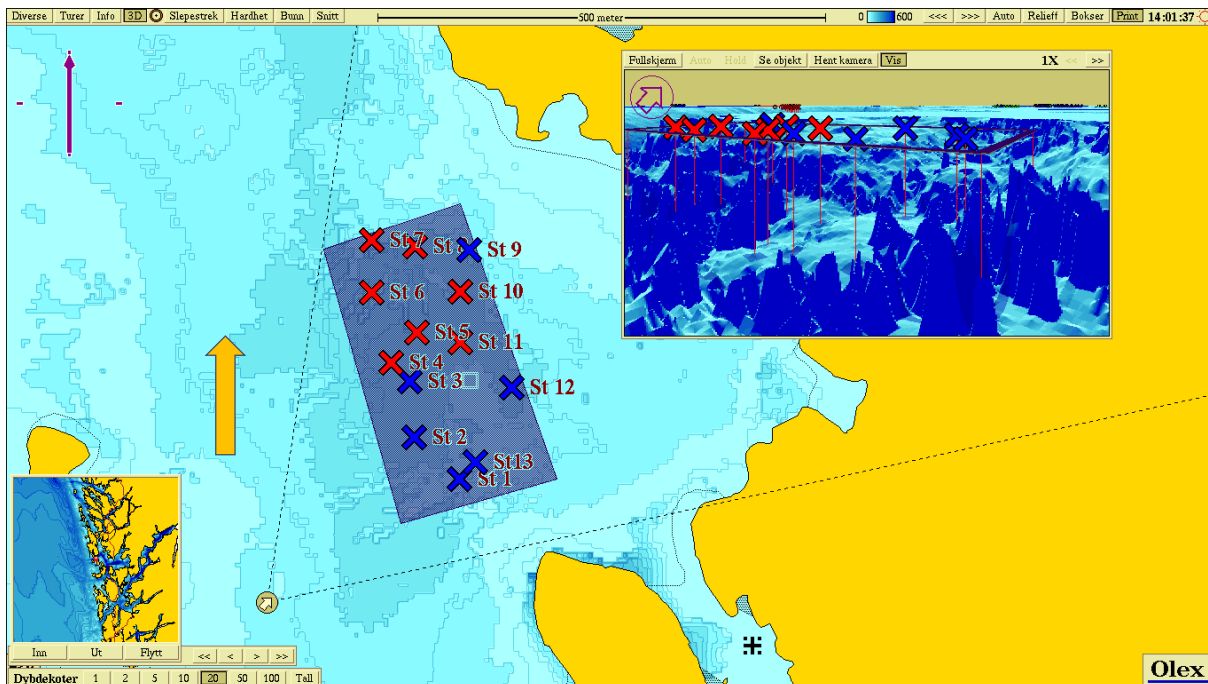 Diverse Turer Info 3D Slepestrek Hardhet Bunn Snitt 500 meter 0 600 <<< >>> Auto Relieff Bokser Print 14:01:37
Fullskjerm Auto Hold Se objekt Hent kamera Vis 1X << >>
St 7
St 8
St 9
St 6
St 10
St 5
St 11
St 4
St 3
St 12
St 2
St13
St 1
Inn Ut Flytt << < > >>
Dybdekoter 1 2 5 10 20 50 100 Tall
Olex